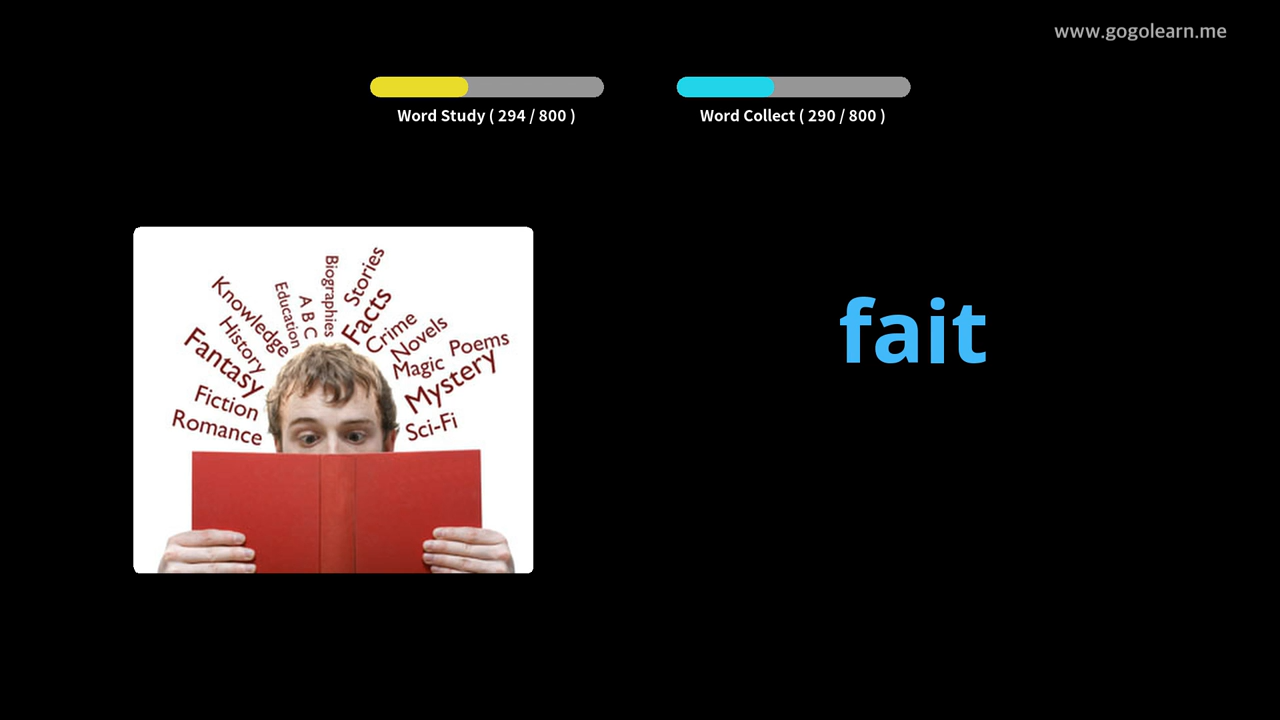 www.gogolearn.me
Word Study ( 294 / 800 )
Word Collect ( 290 / 800 )
fait
Romance
Fiction
Fantasy
History
Knowledge
Education
A B C
Biographies
Stories
Facts
Crime
Novels
Magic
Poems
Mystery
Sci-Fi